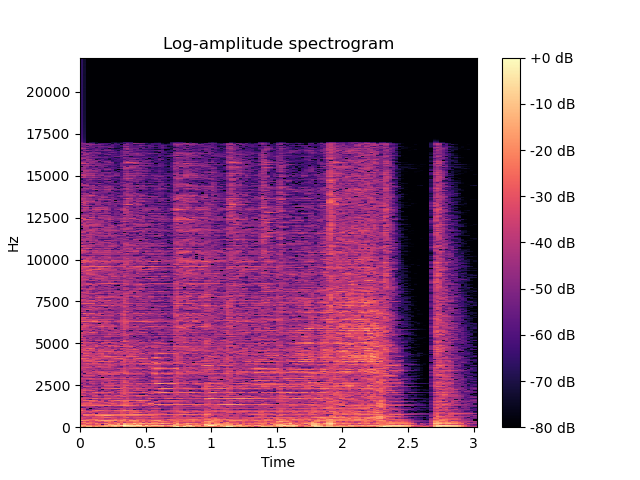 Log-amplitude spectrogram
20000
17500
15000
12500
10000
7500
5000
2500
0
Hz
0 0.5 1 1.5 2 2.5 3
Time
+0 dB
-10 dB
-20 dB
-30 dB
-40 dB
-50 dB
-60 dB
-70 dB
-80 dB